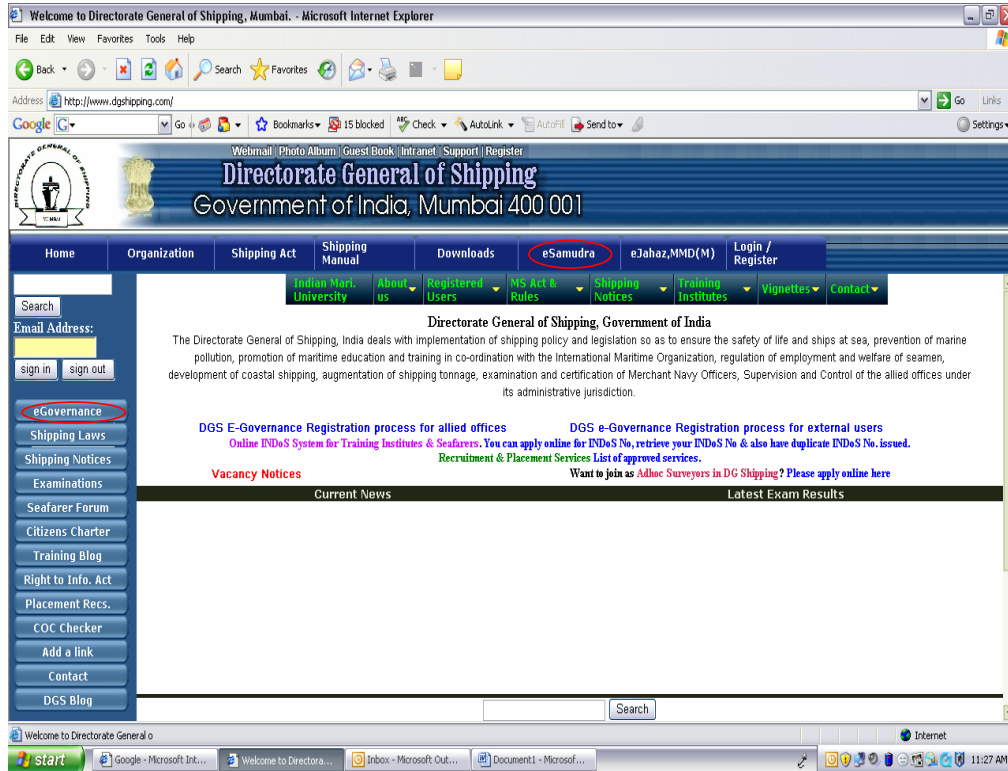 Welcome to Directorate General of Shipping, Mumbai. - Microsoft Internet Explorer
File Edit View Favorites Tools Help
Back Search Favorites
Address http://www.dgshipping.com/ Go Links
Google G Go Bookmarks 15 blocked ABC Check AutoLink AutoFill Send to Settings
DIRECTORATE GENERAL OF SHIPPING
Webmail | Photo Album | Guest Book | Intranet | Support | Register
Directorate General of Shipping
Government of India, Mumbai 400 001
Home Organization Shipping Act Shipping Manual Downloads eSamudra eJahaz,MMD(M) Login / Register
Indian Mari. University About us Registered Users MS Act & Rules Shipping Notices Training Institutes Vignettes Contact
Search
Email Address:
sign in sign out
eGovernance
Shipping Laws
Shipping Notices
Examinations
Seafarer Forum
Citizens Charter
Training Blog
Right to Info. Act
Placement Recs.
COC Checker
Add a link
Contact
DGS Blog
Directorate General of Shipping, Government of India
The Directorate General of Shipping, India deals with implementation of shipping policy and legislation so as to ensure the safety of life and ships at sea, prevention of marine
pollution, promotion of maritime education and training in co-ordination with the International Maritime Organization, regulation of employment and welfare of seamen,
development of coastal shipping, augmentation of shipping tonnage, examination and certification of Merchant Navy Officers, Supervision and Control of the allied offices under
its administrative jurisdiction.
DGS E-Governance Registration process for allied offices DGS e-Governance Registration process for external users
Online INDoS System for Training Institutes & Seafarers. You can apply online for INDoS No, retrieve your INDoS No & also have duplicate INDoS No. issued.
Recruitment & Placement Services List of approved services.
Vacancy Notices Want to join as Adhoc Surveyors in DG Shipping? Please apply online here
Current News Latest Exam Results
Search
Welcome to Directorate General o Internet
start Google - Microsoft Int... Welcome to Directora... Inbox - Microsoft Out... Document1 - Microsof... 11:27 AM